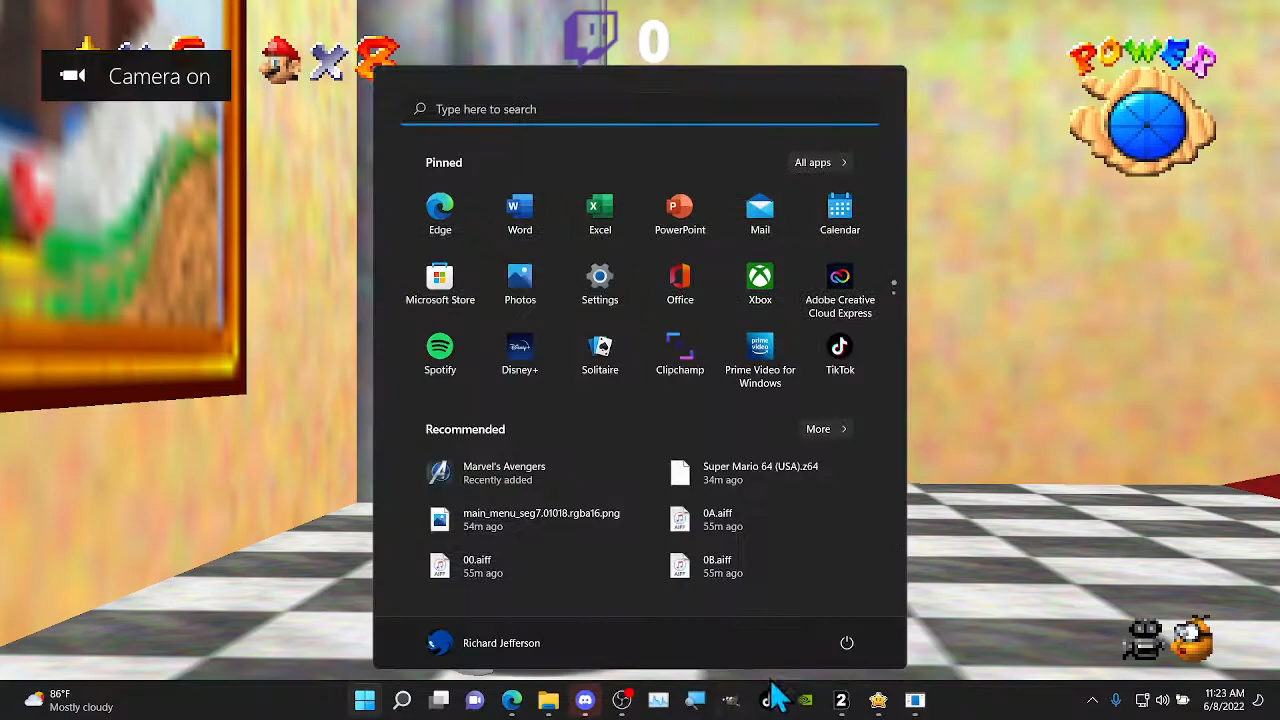 Camera on
0
POWER
Type here to search
Pinned
All apps
Edge
Word
Excel
PowerPoint
Mail
Calendar
Microsoft Store
Photos
Settings
Office
Xbox
Adobe Creative
Cloud Express
Spotify
Disney+
Solitaire
Clipchamp
Prime Video for
Windows
TikTok
Recommended
More
Marvel's Avengers
Recently added
Super Mario 64 (USA).z64
34m ago
main_menu_seg7.01018.rgba16.png
54m ago
0A.aiff
55m ago
00.aiff
55m ago
0B.aiff
55m ago
Richard Jefferson
86°F
Mostly cloudy
11:23 AM
6/8/2022